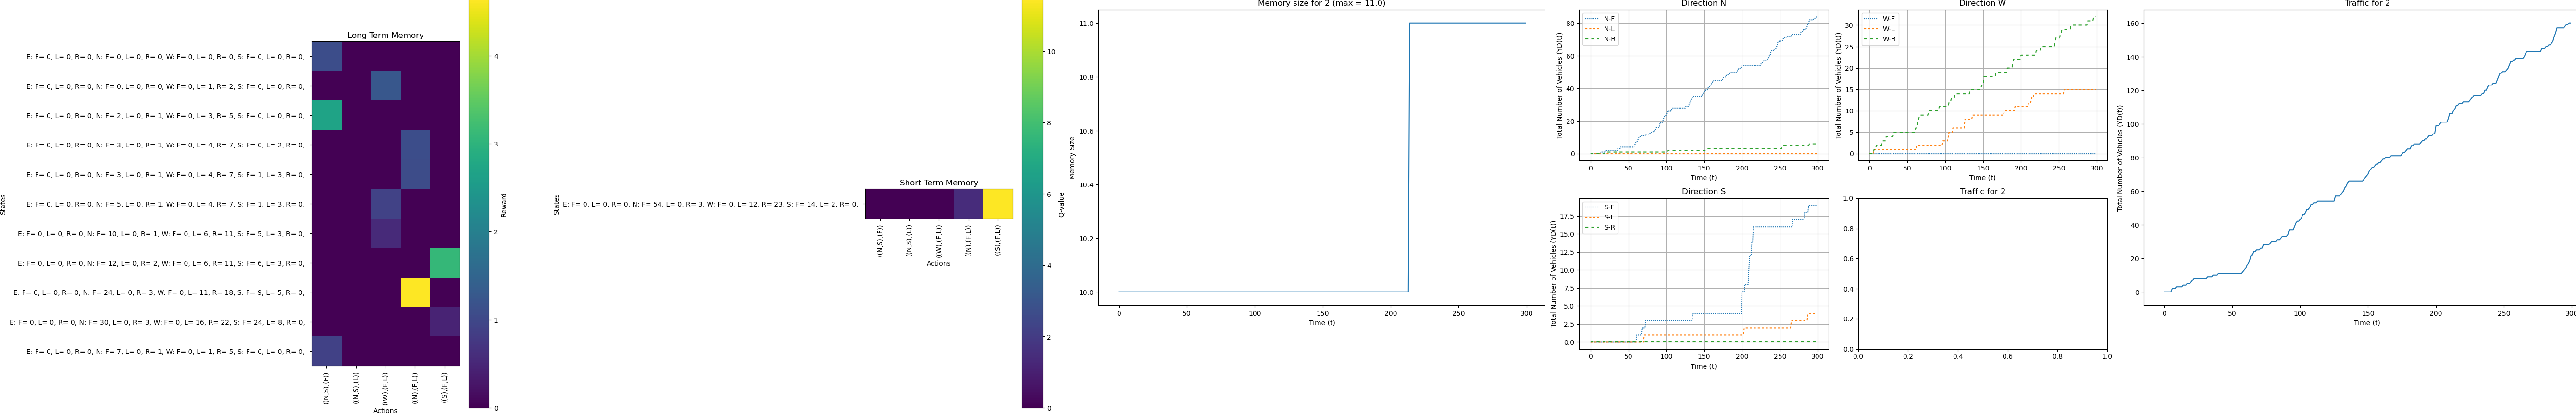 Long Term Memory
E: F= 0, L= 0, R= 0, N: F= 0, L= 0, R= 0, W: F= 0, L= 0, R= 0, S: F= 0, L= 0, R= 0,
E: F= 0, L= 0, R= 0, N: F= 0, L= 0, R= 0, W: F= 0, L= 1, R= 2, S: F= 0, L= 0, R= 0,
E: F= 0, L= 0, R= 0, N: F= 2, L= 0, R= 1, W: F= 0, L= 3, R= 5, S: F= 0, L= 0, R= 0,
E: F= 0, L= 0, R= 0, N: F= 3, L= 0, R= 1, W: F= 0, L= 4, R= 7, S: F= 0, L= 2, R= 0,
E: F= 0, L= 0, R= 0, N: F= 3, L= 0, R= 1, W: F= 0, L= 4, R= 7, S: F= 1, L= 3, R= 0,
E: F= 0, L= 0, R= 0, N: F= 5, L= 0, R= 1, W: F= 0, L= 4, R= 7, S: F= 1, L= 3, R= 0,
E: F= 0, L= 0, R= 0, N: F= 10, L= 0, R= 1, W: F= 0, L= 6, R= 11, S: F= 5, L= 3, R= 0,
E: F= 0, L= 0, R= 0, N: F= 12, L= 0, R= 2, W: F= 0, L= 6, R= 11, S: F= 6, L= 3, R= 0,
E: F= 0, L= 0, R= 0, N: F= 24, L= 0, R= 3, W: F= 0, L= 11, R= 18, S: F= 9, L= 5, R= 0,
E: F= 0, L= 0, R= 0, N: F= 30, L= 0, R= 3, W: F= 0, L= 16, R= 22, S: F= 24, L= 8, R= 0,
E: F= 0, L= 0, R= 0, N: F= 7, L= 0, R= 1, W: F= 0, L= 1, R= 5, S: F= 0, L= 0, R= 0,
States
((N,S),(F))
((N,S),(L))
((W),(F,L))
((N),(F,L))
((S),(F,L))
Actions
4
3
2
1
0
Reward
Short Term Memory
E: F= 0, L= 0, R= 0, N: F= 54, L= 0, R= 3, W: F= 0, L= 12, R= 23, S: F= 14, L= 2, R= 0,
States
((N,S),(F))
((N,S),(L))
((W),(F,L))
((N),(F,L))
((S),(F,L))
Actions
10
8
6
4
2
0
Q-value
Memory size for 2 (max = 11.0)
11.0
10.8
10.6
10.4
10.2
10.0
Memory Size
0 50 100 150 200 250 300
Time (t)
Direction N
N-F
N-L
N-R
80
60
40
20
0
Total Number of Vehicles (YD(t))
0 50 100 150 200 250 300
Time (t)
Direction W
W-F
W-L
W-R
30
25
20
15
10
5
0
Total Number of Vehicles (YD(t))
0 50 100 150 200 250 300
Time (t)
Direction S
S-F
S-L
S-R
17.5
15.0
12.5
10.0
7.5
5.0
2.5
0.0
Total Number of Vehicles (YD(t))
0 50 100 150 200 250 300
Time (t)
Traffic for 2
1.0
0.8
0.6
0.4
0.2
0.0
0.0 0.2 0.4 0.6 0.8 1.0
Traffic for 2
160
140
120
100
80
60
40
20
0
Total Number of Vehicles (YD(t))
0 50 100 150 200 250
Time (t)